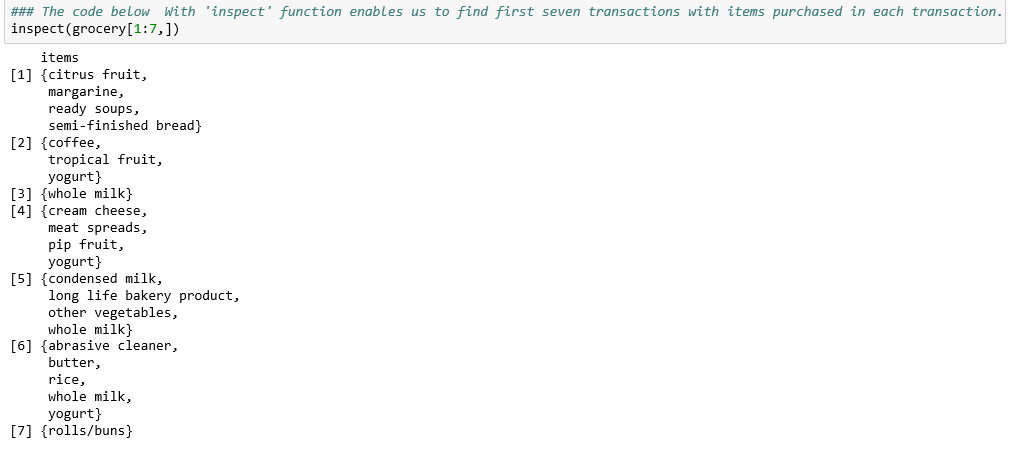 ### The code below  With 'inspect' function enables us to find first seven transactions with items purchased in each transaction.
inspect(grocery[1:7,])
    items
[1] {citrus fruit,
     margarine,
     ready soups,
     semi-finished bread}
[2] {coffee,
     tropical fruit,
     yogurt}
[3] {whole milk}
[4] {cream cheese,
     meat spreads,
     pip fruit,
     yogurt}
[5] {condensed milk,
     long life bakery product,
     other vegetables,
     whole milk}
[6] {abrasive cleaner,
     butter,
     rice,
     whole milk,
     yogurt}
[7] {rolls/buns}